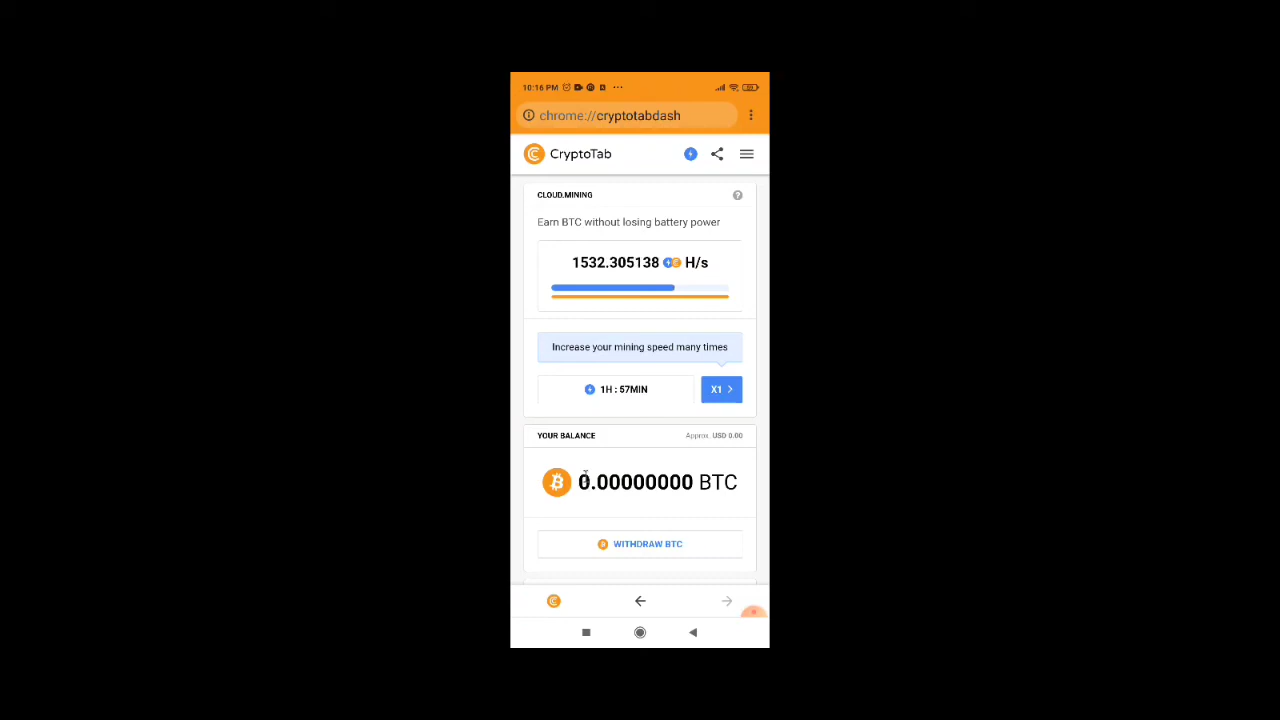 10:16 PM
chrome://cryptotabdash
CryptoTab
CLOUD.MINING
Earn BTC without losing battery power
1532.305138 H/s
Increase your mining speed many times
1H : 57MIN X1
YOUR BALANCE Approx. USD 0.00
0.00000000 BTC
WITHDRAW BTC